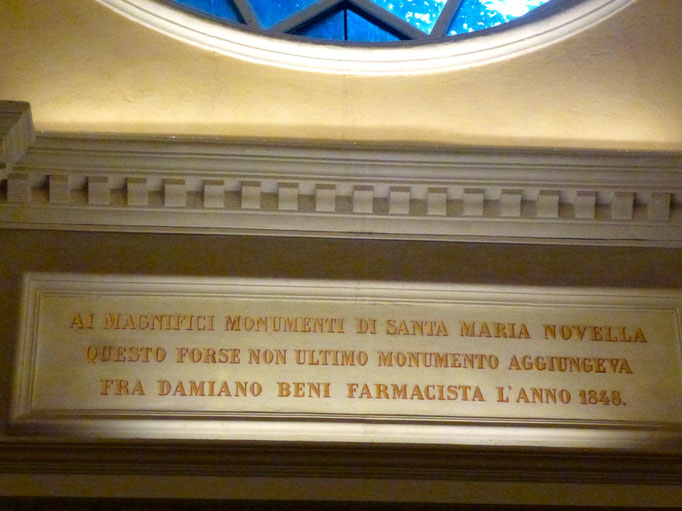 AI MAGNIFICI MONUMENTI DI SANTA MARIA NOVELLA
QUESTO FORSE NON ULTIMO MONUMENTO AGGIUNGEVA
FRA DAMIANO BENI FARMACISTA L'ANNO 1848.